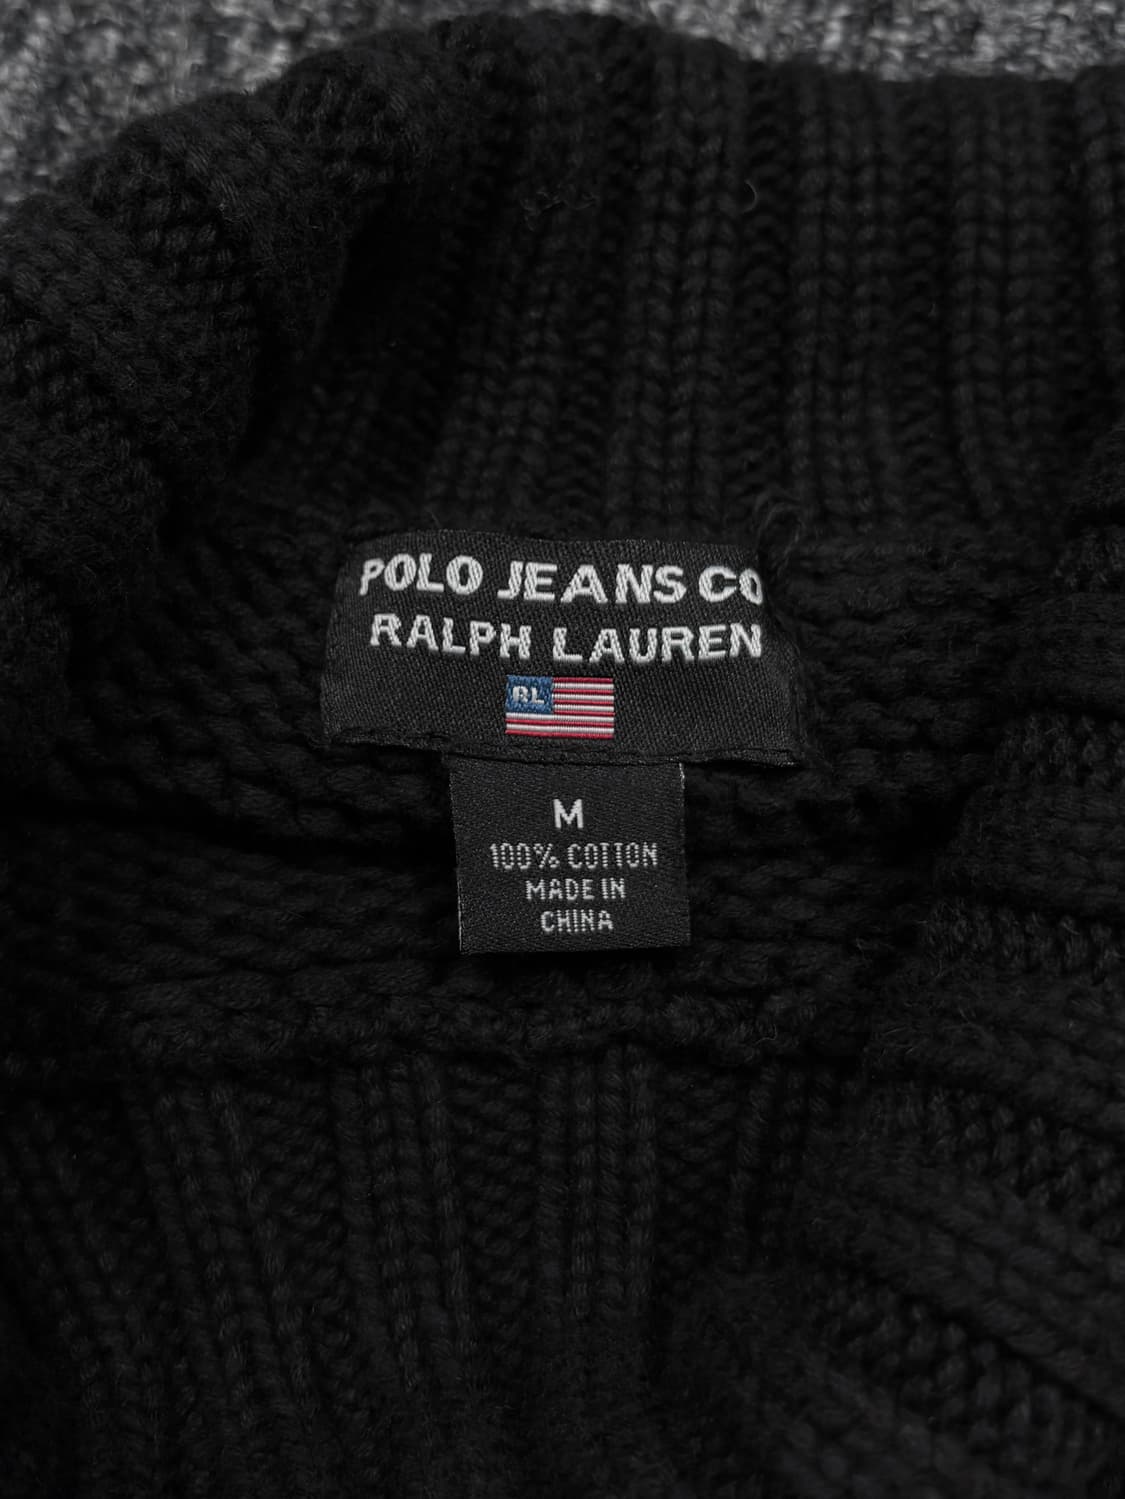 POLO JEANS CO
RALPH LAUREN
RL
M
100% COTTON
MADE IN
CHINA